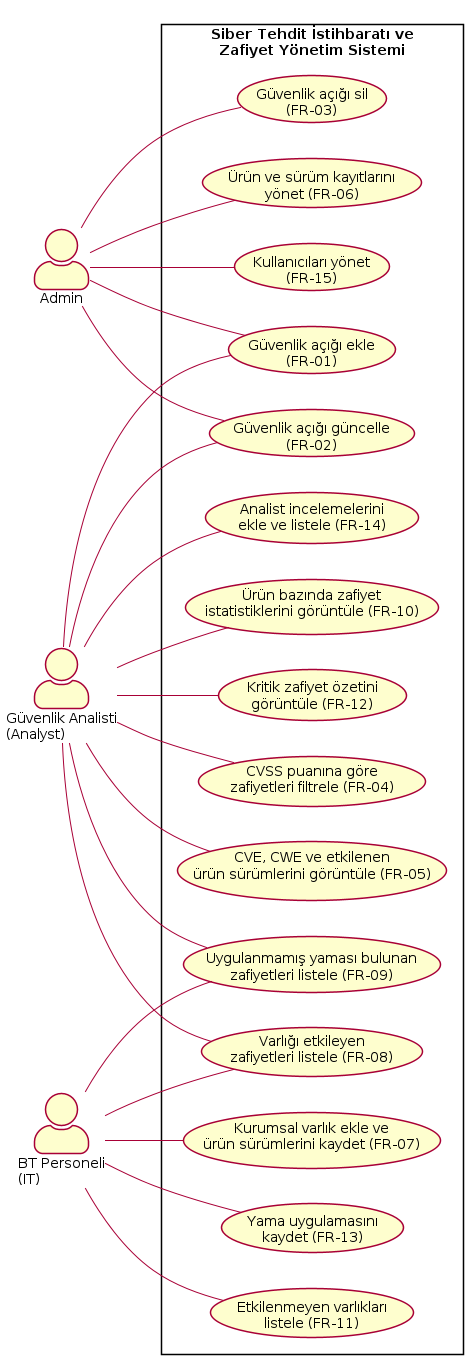 Siber Tehdit İstihbaratı ve
Zafiyet Yönetim Sistemi
Güvenlik açığı sil
(FR-03)
Ürün ve sürüm kayıtlarını
yönet (FR-06)
Kullanıcıları yönet
(FR-15)
Admin
Güvenlik açığı ekle
(FR-01)
Güvenlik açığı güncelle
(FR-02)
Analist incelemelerini
ekle ve listele (FR-14)
Ürün bazında zafiyet
istatistiklerini görüntüle (FR-10)
Kritik zafiyet özetini
görüntüle (FR-12)
Güvenlik Analisti
(Analyst)
CVSS puanına göre
zafiyetleri filtrele (FR-04)
CVE, CWE ve etkilenen
ürün sürümlerini görüntüle (FR-05)
Uygulanmamış yaması bulunan
zafiyetleri listele (FR-09)
Varlığı etkileyen
zafiyetleri listele (FR-08)
Kurumsal varlık ekle ve
ürün sürümlerini kaydet (FR-07)
BT Personeli
(IT)
Yama uygulamasını
kaydet (FR-13)
Etkilenmeyen varlıkları
listele (FR-11)